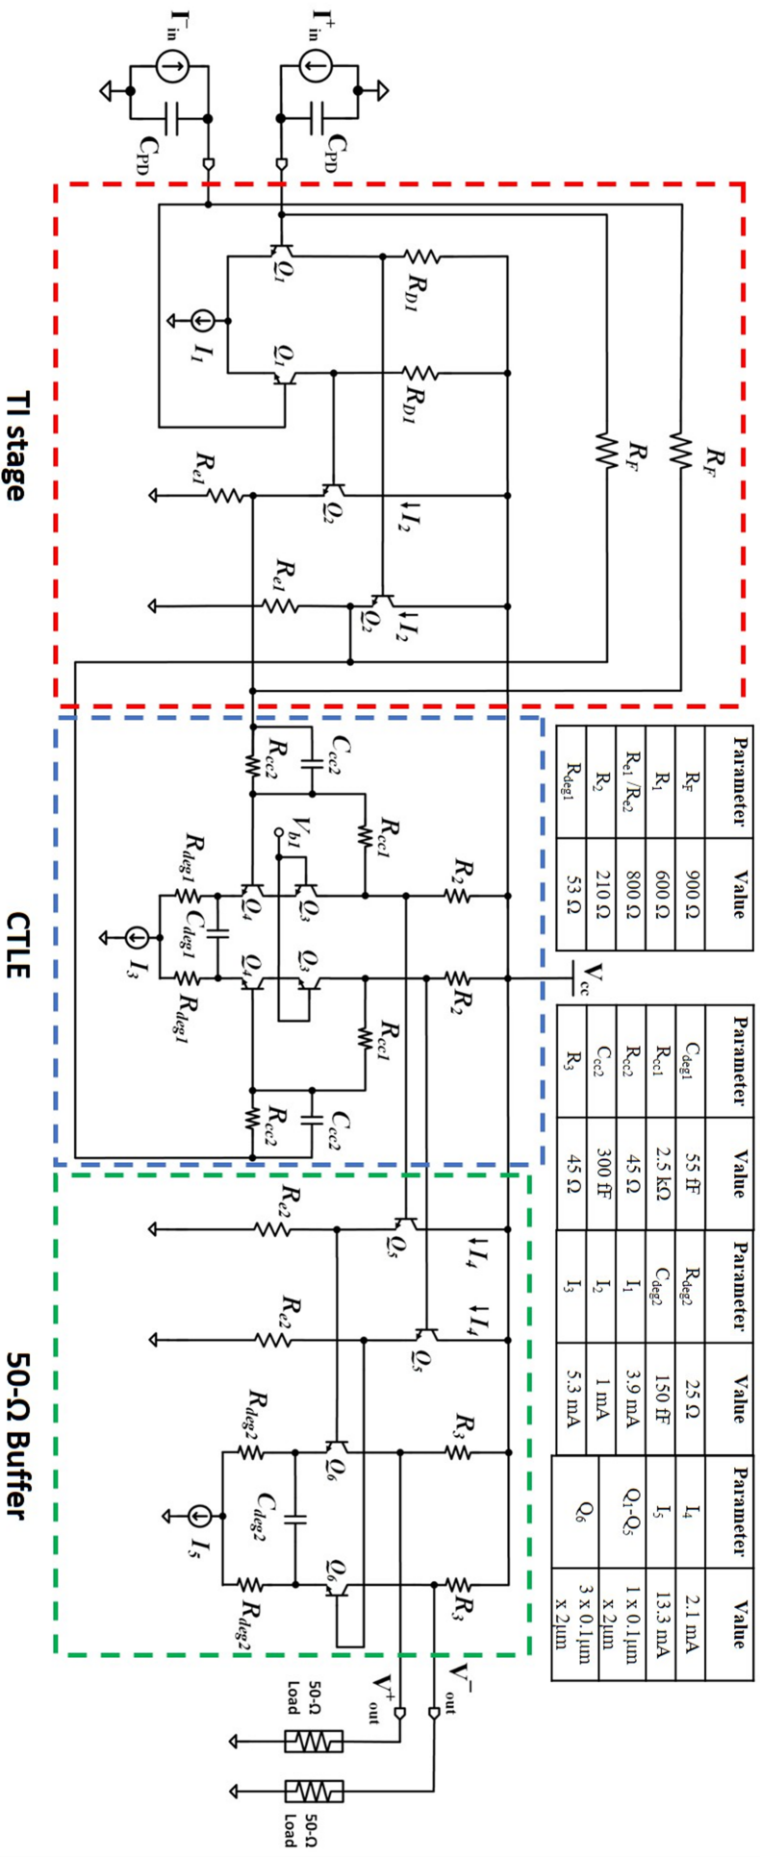 I⁺in
CPD
I⁻in
CPD
RF
RF
RD1
RD1
Q1
Q1
I1
I2
I2
Q2
Q2
Re1
Re1
TI stage
Parameter Value
RF 900 Ω
R1 600 Ω
Re1 /Re2 800 Ω
R2 210 Ω
Rdeg1 53 Ω
Vcc
Ccc2
Rcc2
Rcc1
R2
R2
Vb1
Q3
Q3
Q4
Q4
Rdeg1
Cdeg1
Rdeg1
I3
Rcc1
Ccc2
Rcc2
CTLE
Parameter Value Parameter Value Parameter Value
Cdeg1 55 fF Rdeg2 25 Ω I4 2.1 mA
Rcc1 2.5 kΩ Cdeg2 150 fF I5 13.3 mA
Rcc2 45 Ω I1 3.9 mA Q1-Q5 1 x 0.1μm
x 2μm
Ccc2 300 fF I2 1 mA
R3 45 Ω I3 5.3 mA Q6 3 x 0.1μm
x 2μm
I4
I4
Q5
Q5
Re2
Re2
R3
R3
Q6
Q6
Rdeg2
Cdeg2
Rdeg2
I5
50-Ω Buffer
V⁻out
V⁺out
50-Ω
Load
50-Ω
Load